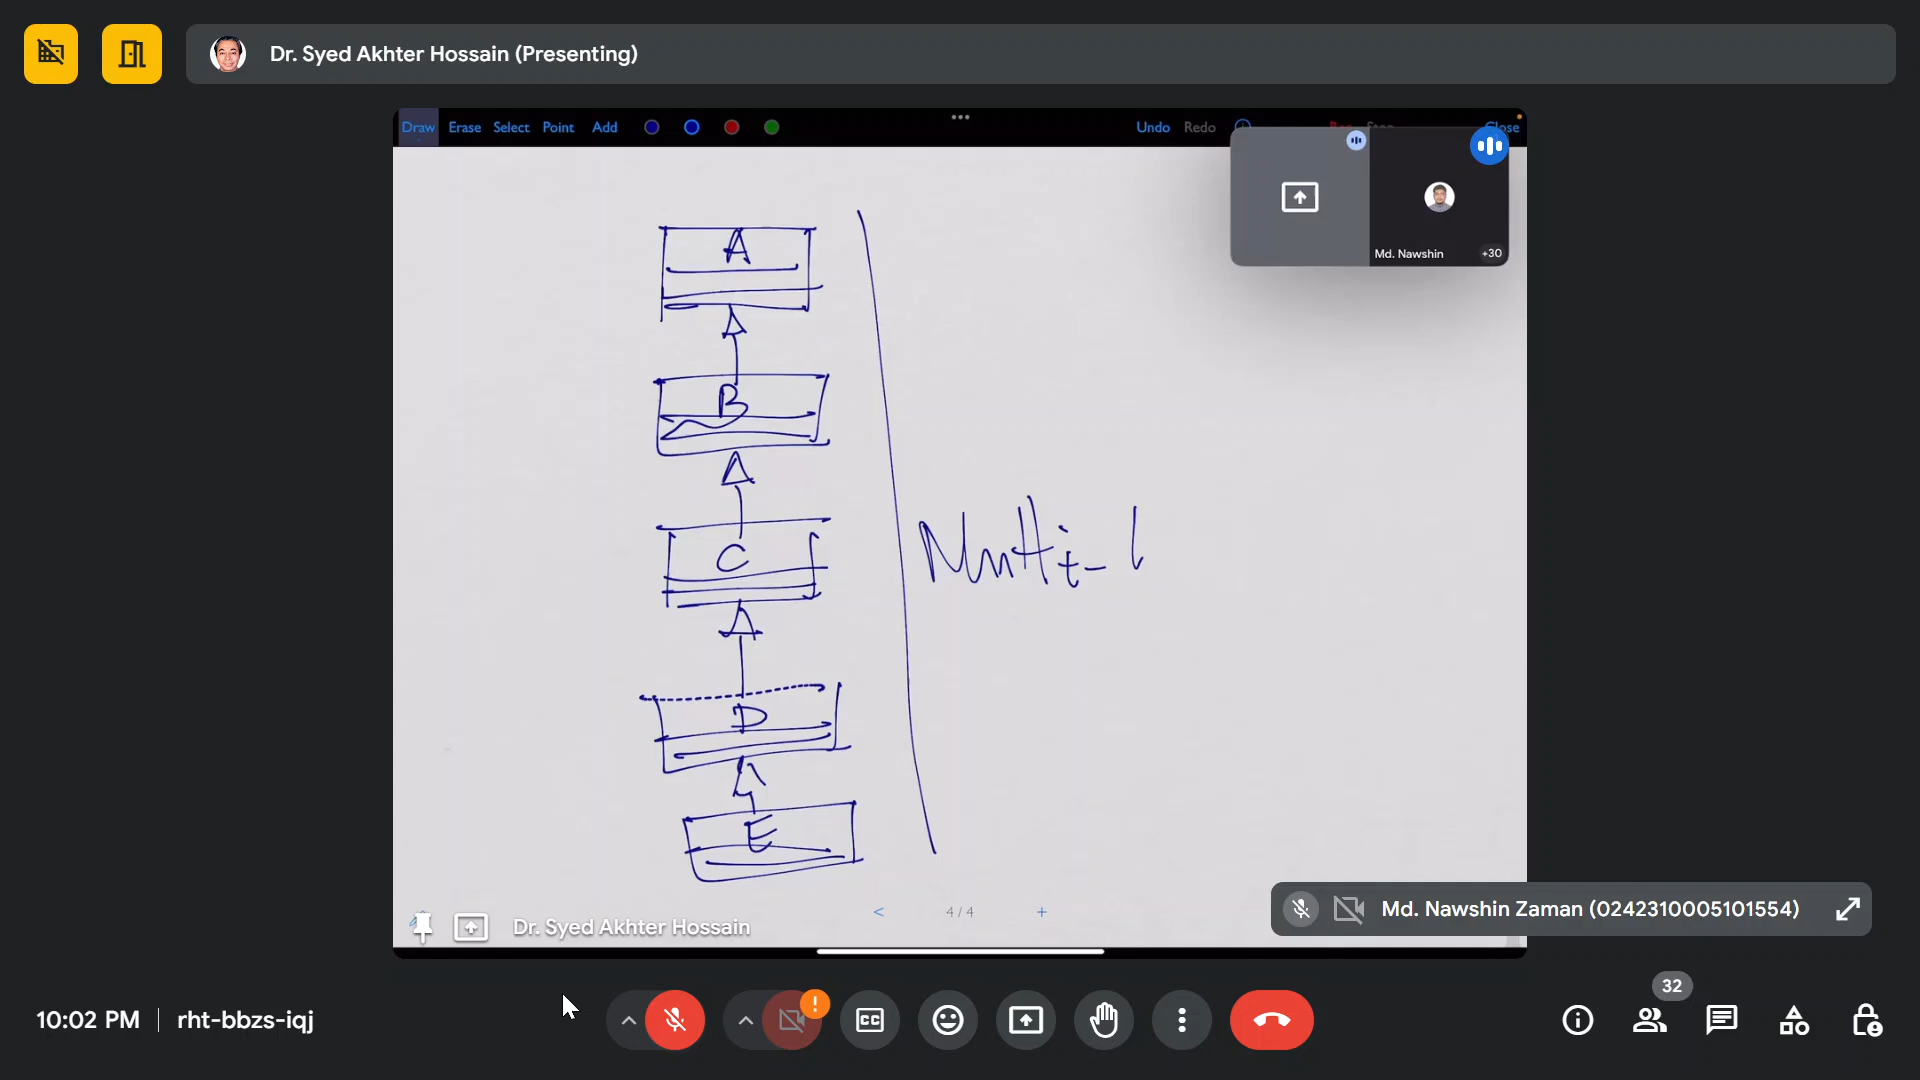 Dr. Syed Akhter Hossain (Presenting)
Draw Erase Select Point Add Undo Redo Close
Md. Nawshin +30
A
B
C
Multi-l
D
E
< 4 / 4 +
Dr. Syed Akhter Hossain
Md. Nawshin Zaman (0242310005101554)
10:02 PM rht-bbzs-iqj
CC
32